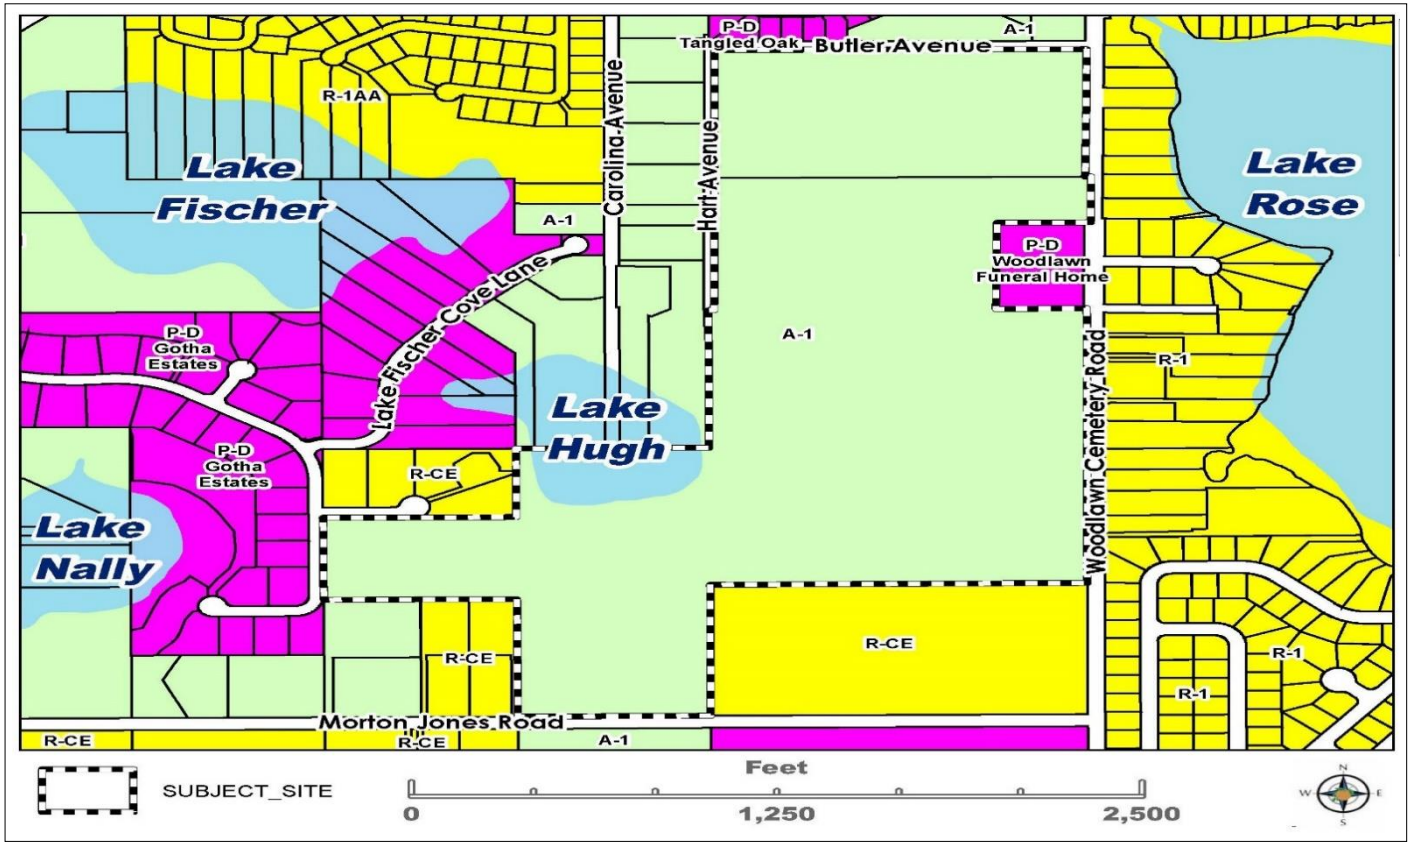 P-D
Tangled Oak
Butler Avenue
A-1
R-1AA
Carolina Avenue
Hart Avenue
Lake
Fischer
Lake
Rose
A-1
P-D
Woodlawn
Funeral Home
Lake Fischer Cove Lane
P-D
Gotha
Estates
A-1
R-1
Woodlawn Cemetery Road
Lake
Hugh
P-D
Gotha
Estates
R-CE
Lake
Nally
R-CE
R-CE
R-1
R-1
Morton Jones Road
R-CE
R-CE
A-1
SUBJECT_SITE
Feet
0
1,250
2,500
N
W
E
S